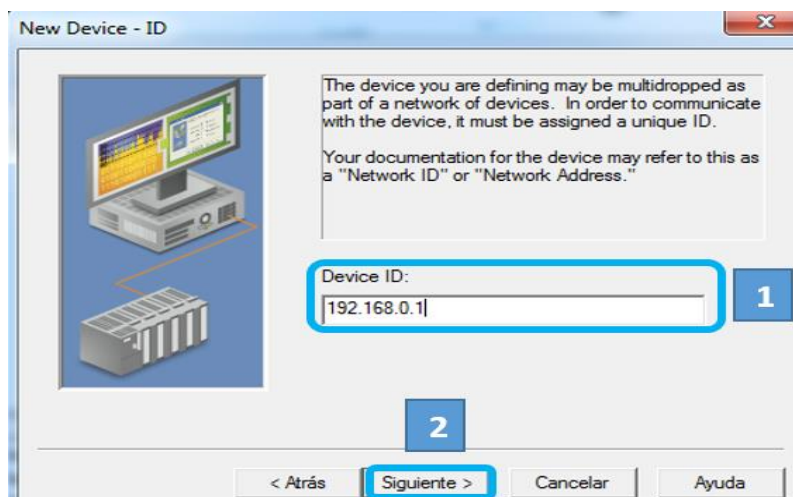 New Device - ID
The device you are defining may be multidropped as
part of a network of devices.  In order to communicate
with the device, it must be assigned a unique ID.
Your documentation for the device may refer to this as
a "Network ID" or "Network Address."
Device ID:
192.168.0.1
1
2
< Atrás
Siguiente >
Cancelar
Ayuda